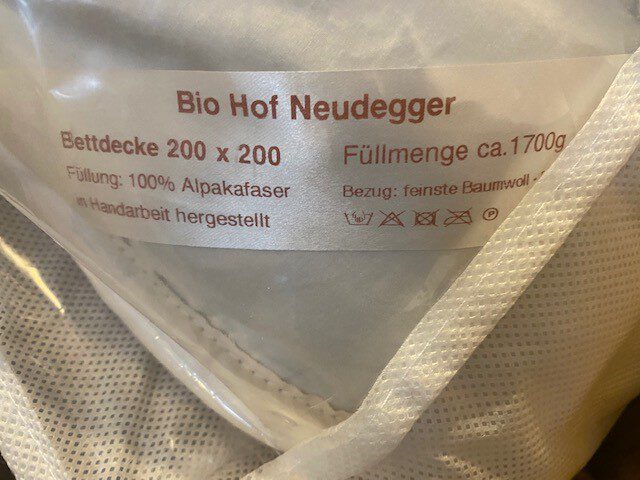 Bio Hof Neudegger
Bettdecke 200 x 200
Füllung: 100% Alpakafaser
in Handarbeit hergestellt
Füllmenge ca.1700g
Bezug: feinste Baumwoll -
P